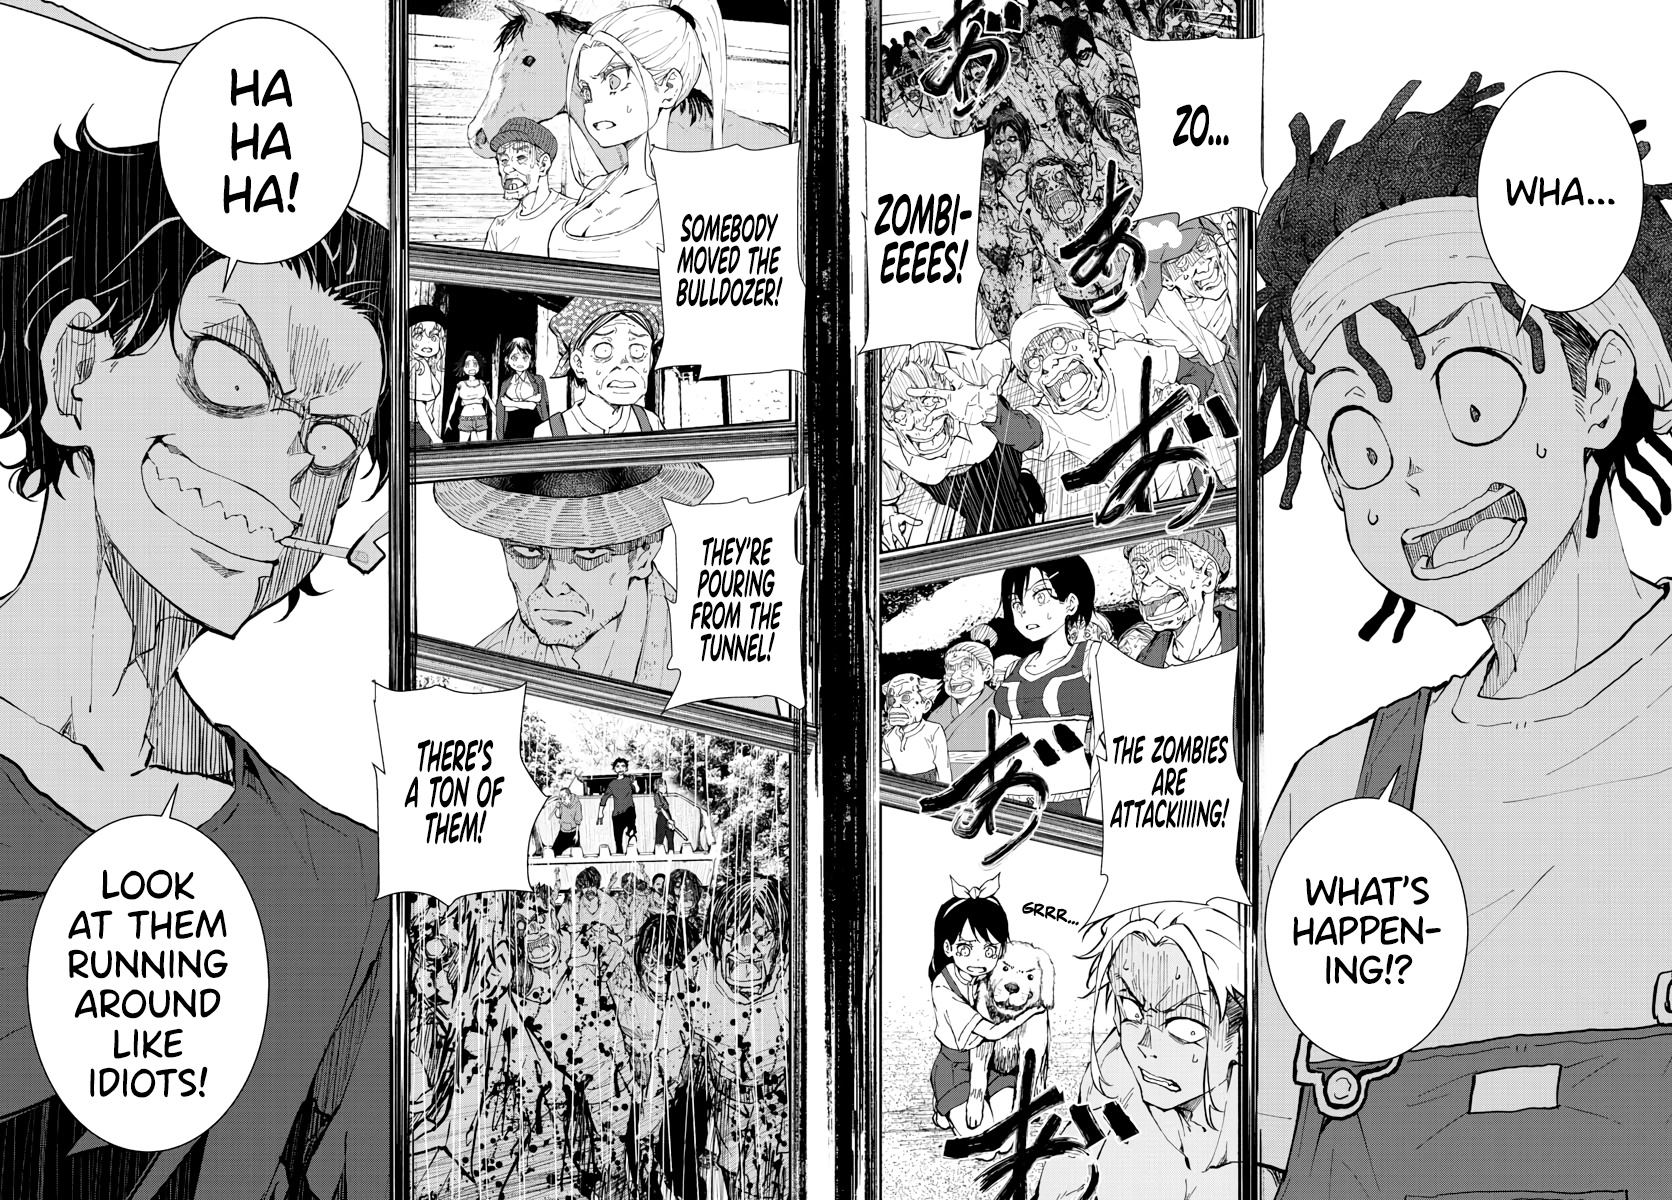 WHA...
WHAT'S
HAPPEN-
ING!?
ZO...
ZOMBI-
EEEES!
あ
あ
あ
THE ZOMBIES
ARE
ATTACKIIIING!
あ
GRRR...
あ
SOMEBODY
MOVED THE
BULLDOZER!
THEY'RE
POURING
FROM THE
TUNNEL!
THERE'S
A TON OF
THEM!
HA
HA
HA!
LOOK
AT THEM
RUNNING
AROUND
LIKE
IDIOTS!